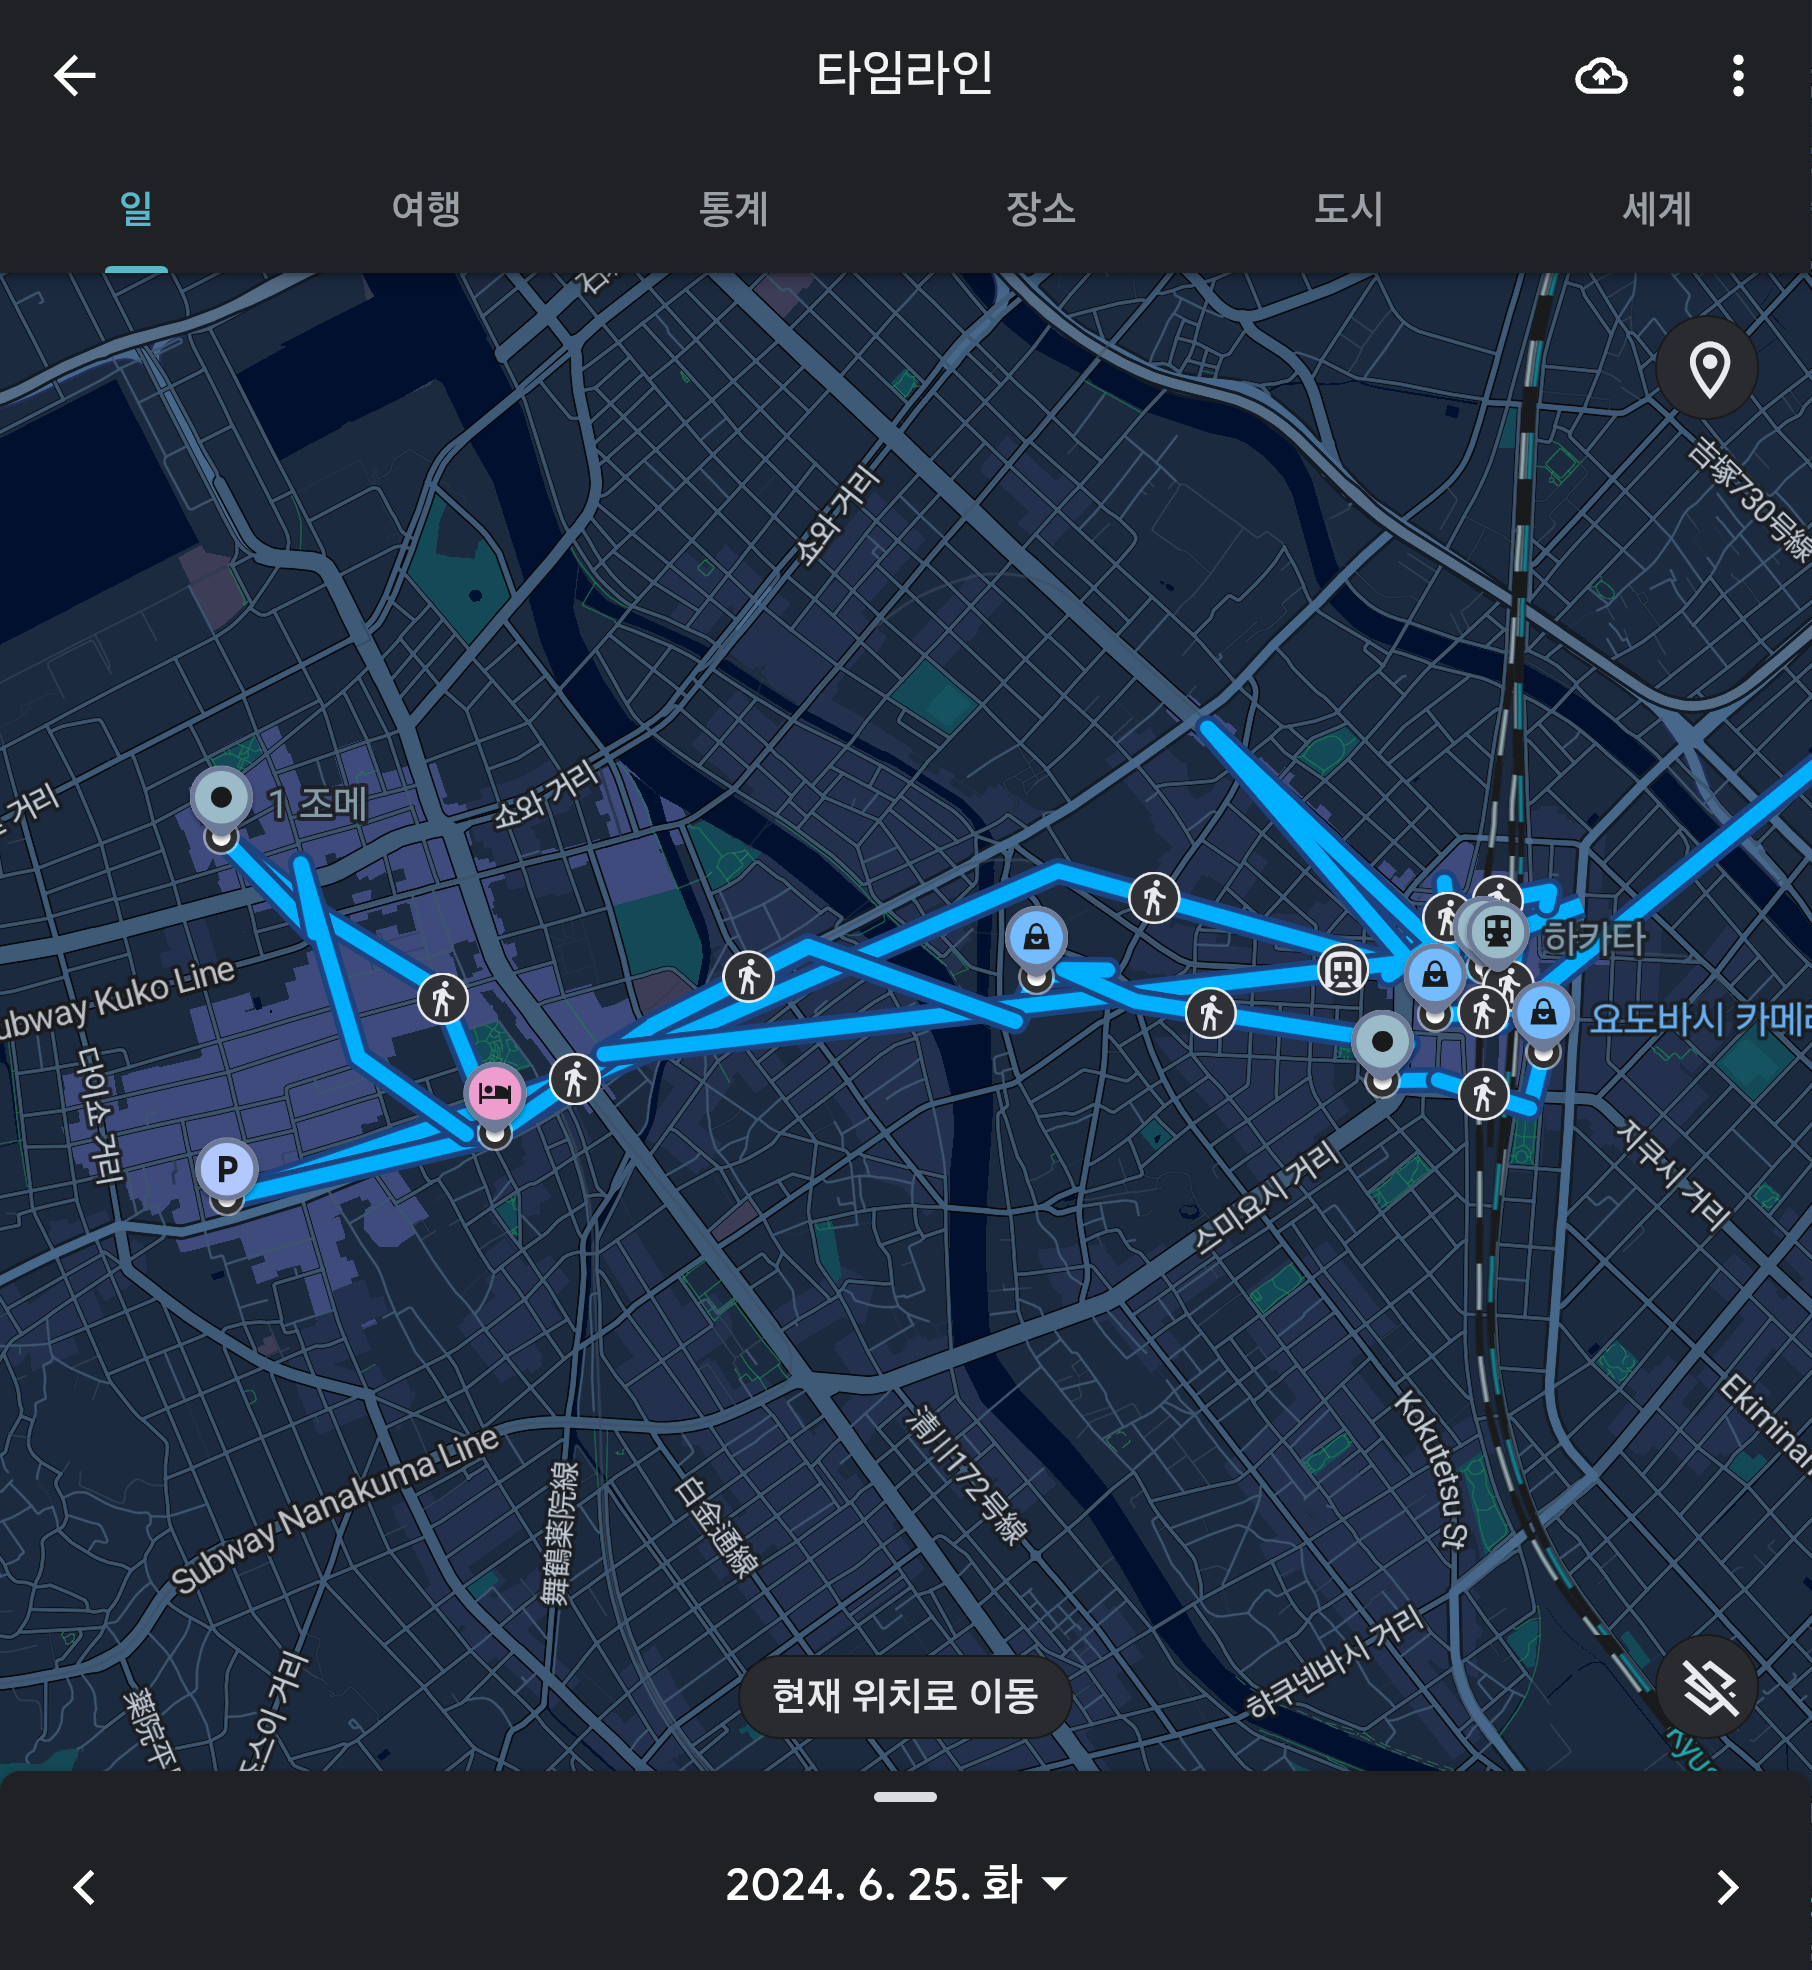 타임라인
일
여행
통계
장소
도시
세계
吉塚730号線
쇼와 거리
쇼와 거리
거리
1 조메
하카타
ubway Kuko Line
요도바시 카메라
단이쇼 거리
P
지쿠시 거리
스미요시 거리
Kokutetsu St
Ekiminan
清川172号線
Subway Nanakuma Line
舞鶴薬院線
白金通線
하쿠넨바시 거리
스이 거리
薬院平
현재 위치로 이동
Kyus
2024. 6. 25. 화